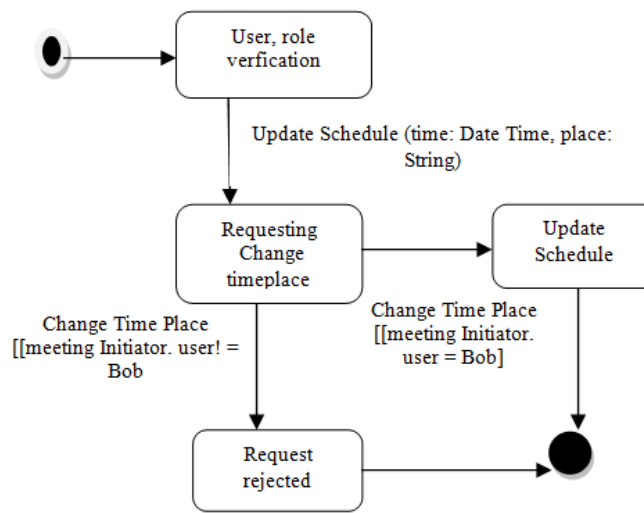 User, role
verfication
Update Schedule (time: Date Time, place:
String)
Requesting
Change
timeplace
Update
Schedule
Change Time Place
[[meeting Initiator. user! =
Bob
Change Time Place
[[meeting Initiator.
user = Bob]
Request
rejected